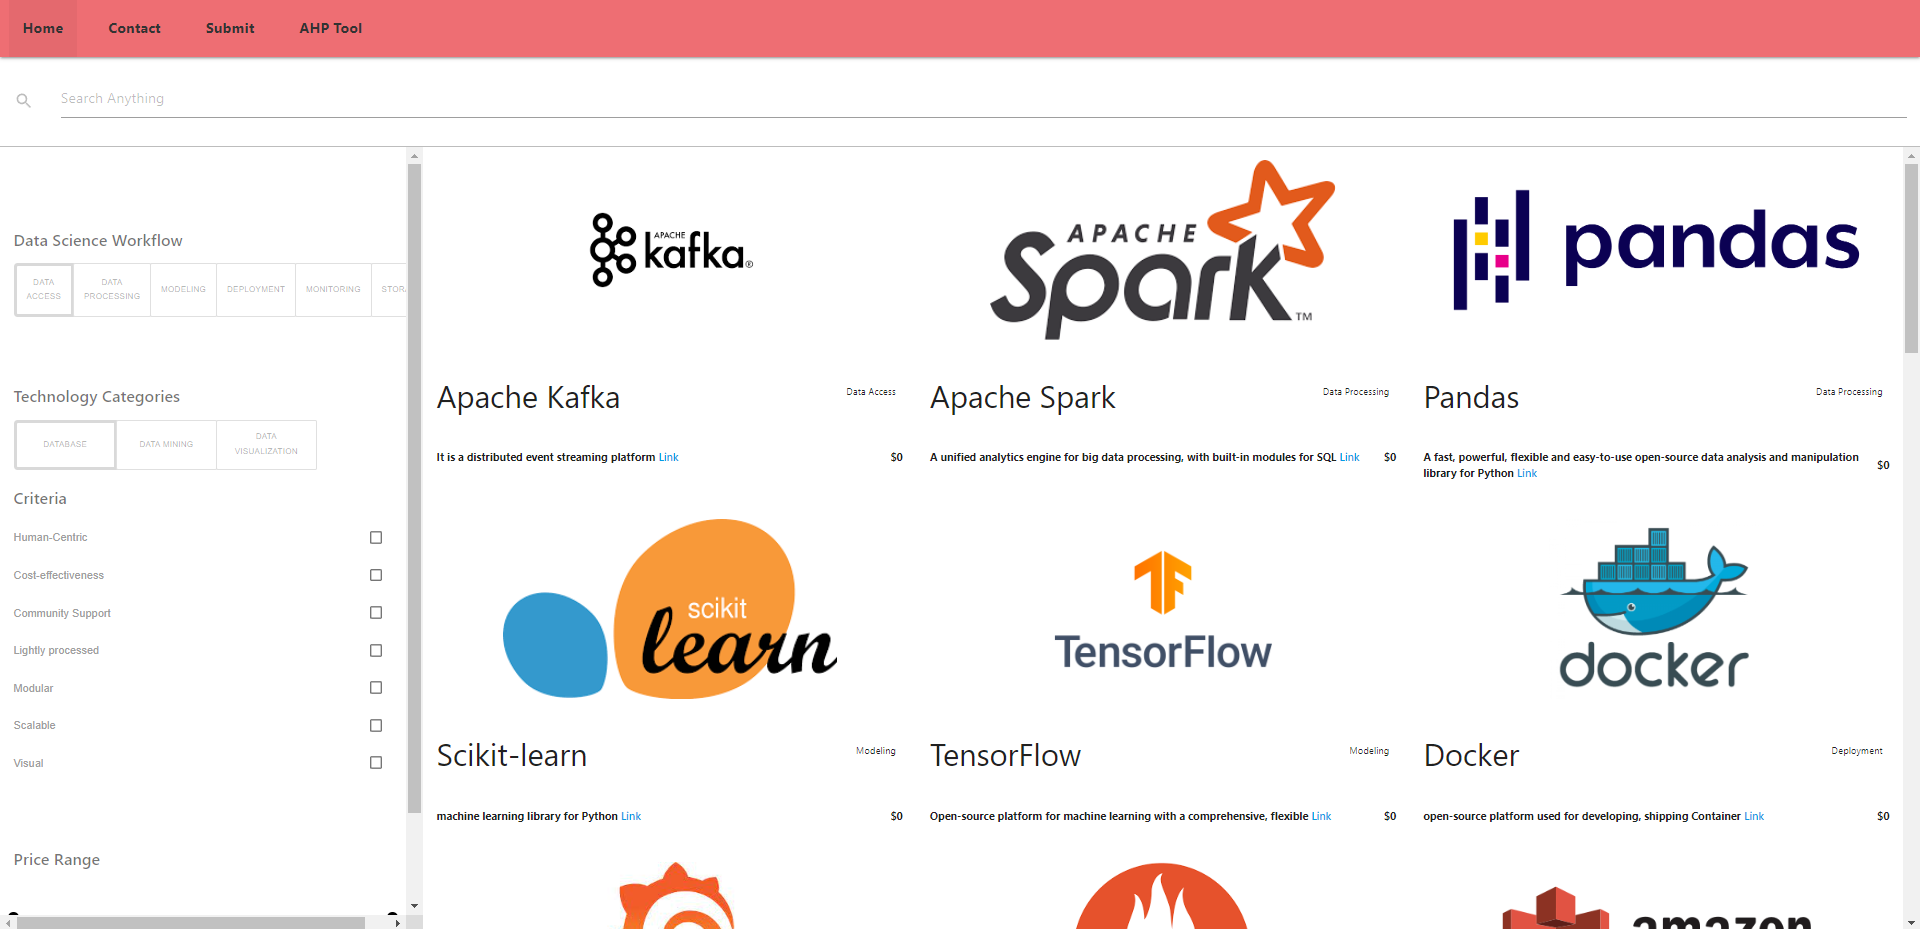 Home Contact Submit AHP Tool
Search Anything
Data Science Workflow
DATA ACCESS
DATA PROCESSING
MODELING
DEPLOYMENT
MONITORING
STOR
Technology Categories
DATABASE
DATA MINING
DATA VISUALIZATION
Criteria
Human-Centric
Cost-effectiveness
Community Support
Lightly processed
Modular
Scalable
Visual
Price Range
APACHE
kafka®
APACHE
Spark™
pandas
Apache Kafka
Data Access
It is a distributed event streaming platform Link
$0
Apache Spark
Data Processing
A unified analytics engine for big data processing, with built-in modules for SQL Link
$0
Pandas
Data Processing
A fast, powerful, flexible and easy-to-use open-source data analysis and manipulation
library for Python Link
$0
scikit
learn
TensorFlow
docker
Scikit-learn
Modeling
machine learning library for Python Link
$0
TensorFlow
Modeling
Open-source platform for machine learning with a comprehensive, flexible Link
$0
Docker
Deployment
open-source platform used for developing, shipping Container Link
$0
amazon